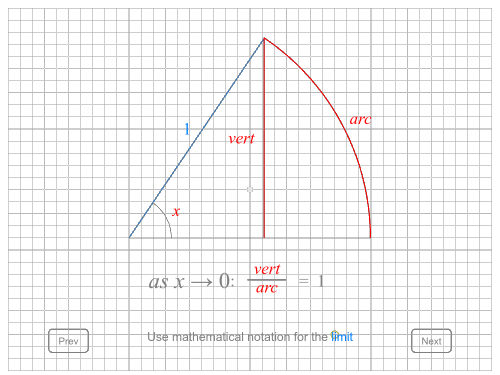 1
vert
arc
x
as x → 0: vert/arc = 1
Use mathematical notation for the limit
Prev
Next